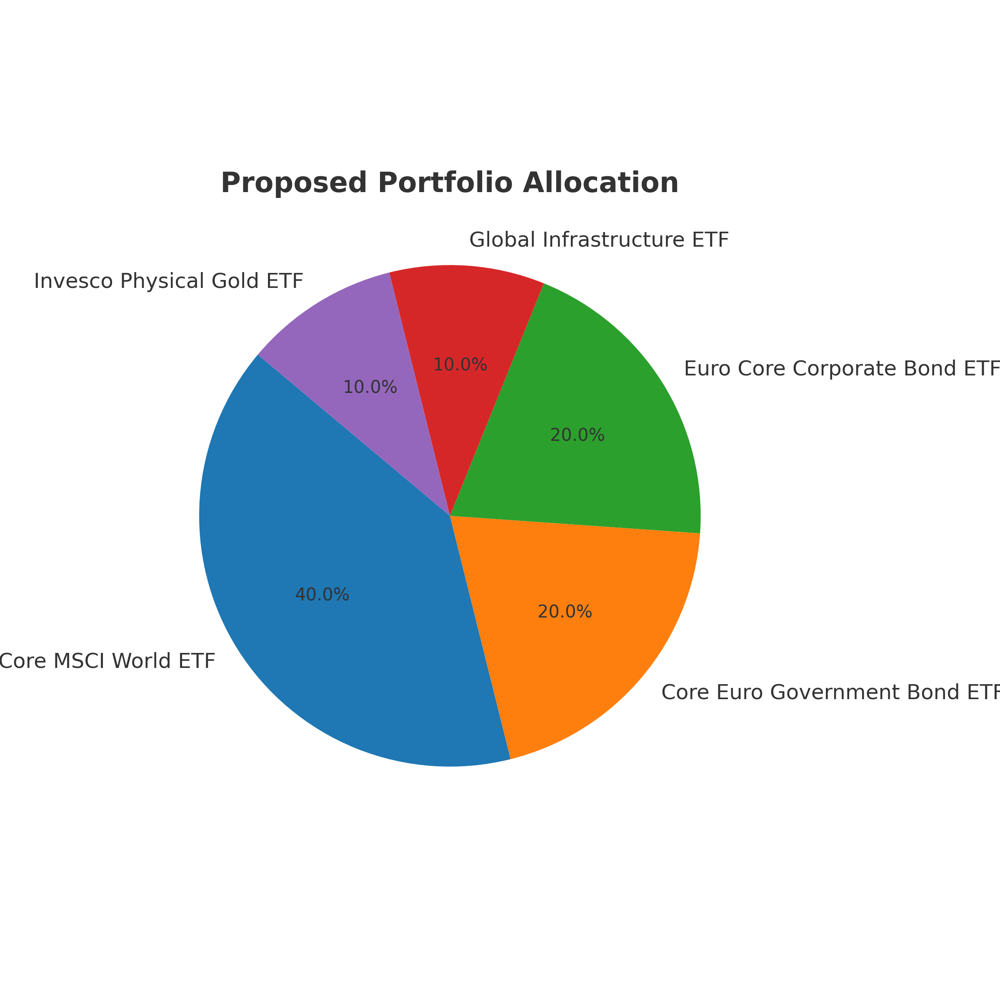 Proposed Portfolio Allocation
Global Infrastructure ETF
Invesco Physical Gold ETF
Euro Core Corporate Bond ETF
10.0%
10.0%
20.0%
40.0%
20.0%
Core MSCI World ETF
Core Euro Government Bond ETF